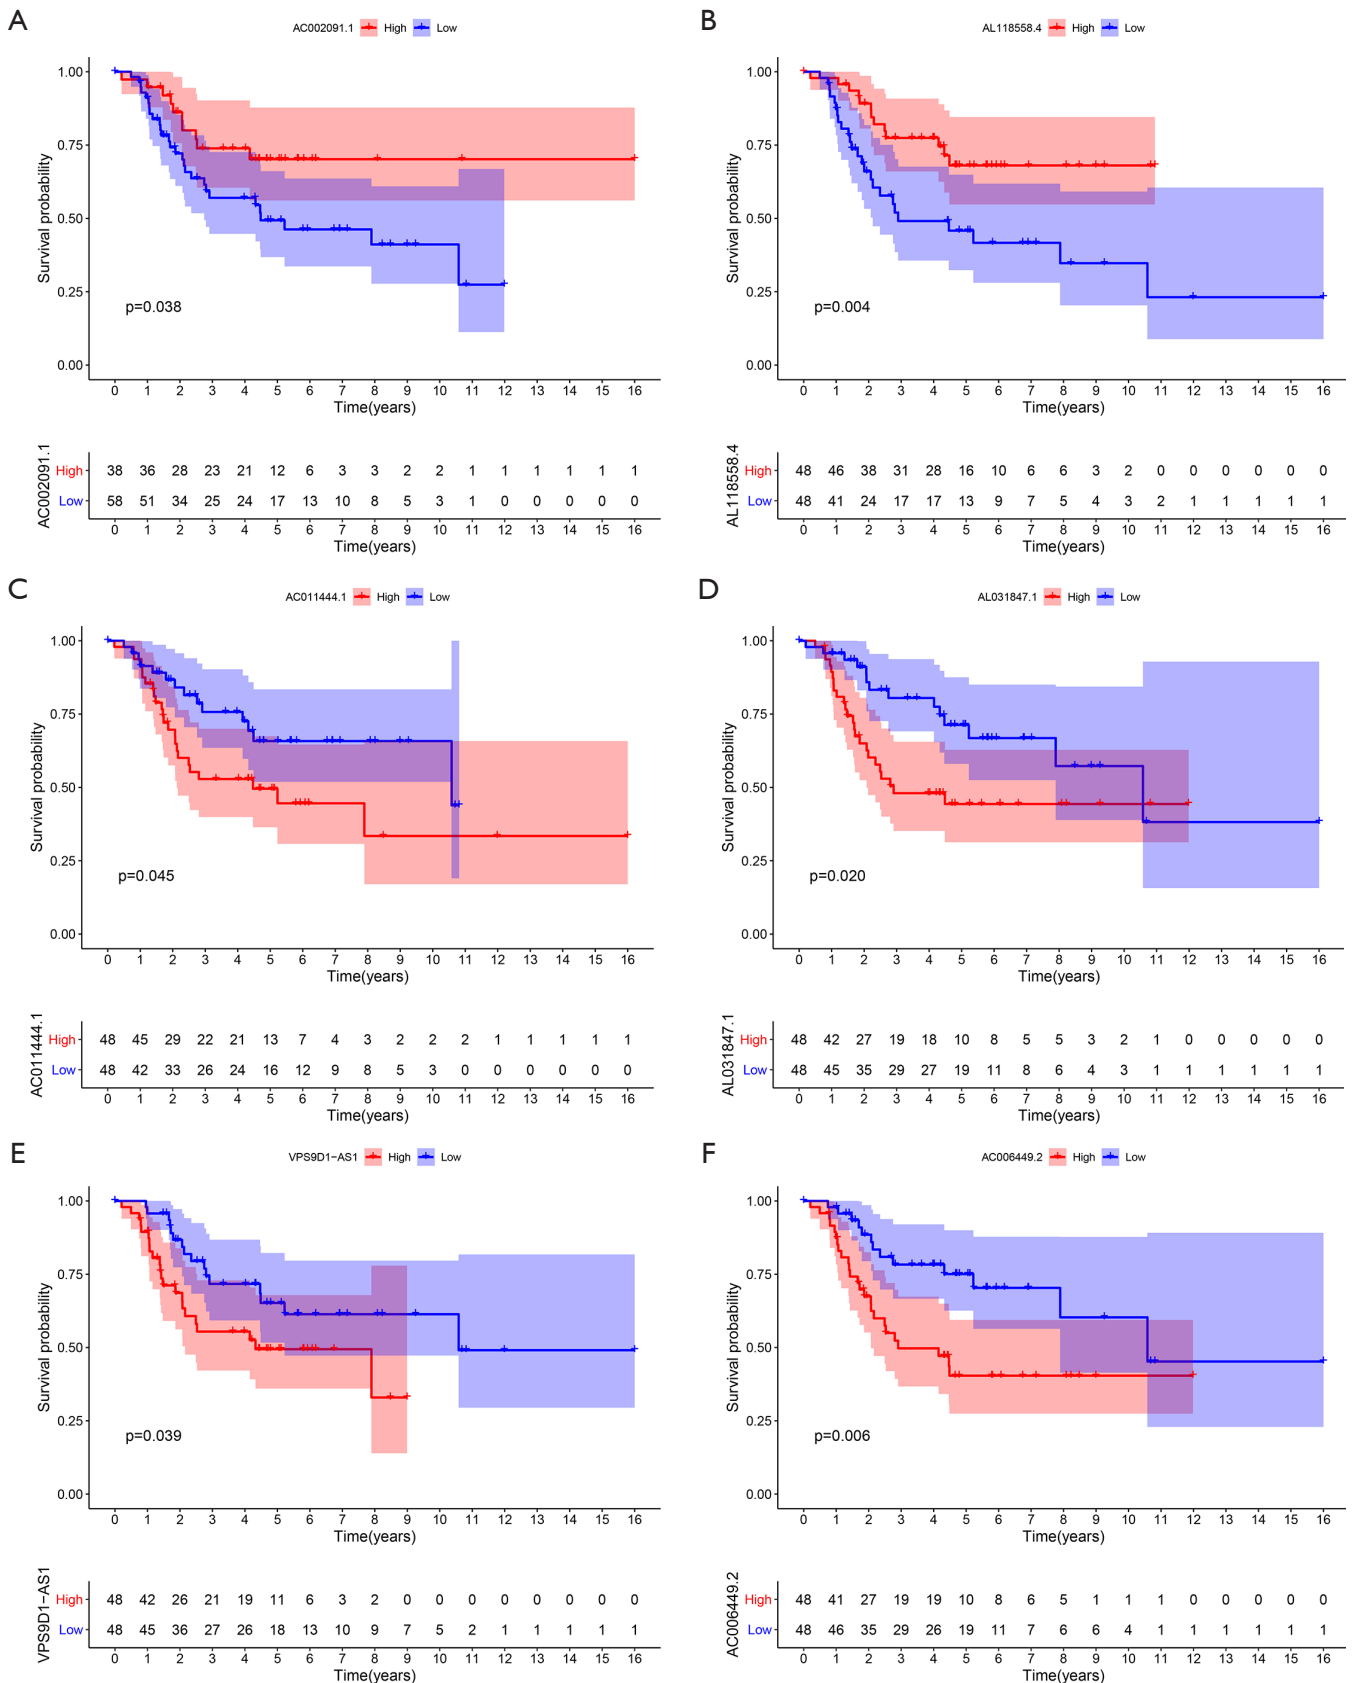 A
AC002091.1 High Low
Survival probability
1.00
0.75
0.50
0.25
0.00
p=0.038
0 1 2 3 4 5 6 7 8 9 10 11 12 13 14 15 16
Time(years)
AC002091.1
High 38 36 28 23 21 12 6 3 3 2 2 1 1 1 1 1 1
Low 58 51 34 25 24 17 13 10 8 5 3 1 0 0 0 0 0
0 1 2 3 4 5 6 7 8 9 10 11 12 13 14 15 16
Time(years)
B
AL118558.4 High Low
Survival probability
1.00
0.75
0.50
0.25
0.00
p=0.004
0 1 2 3 4 5 6 7 8 9 10 11 12 13 14 15 16
Time(years)
AL118558.4
High 48 46 38 31 28 16 10 6 6 3 2 0 0 0 0 0 0
Low 48 41 24 17 17 13 9 7 5 4 3 2 1 1 1 1 1
0 1 2 3 4 5 6 7 8 9 10 11 12 13 14 15 16
Time(years)
C
AC011444.1 High Low
Survival probability
1.00
0.75
0.50
0.25
0.00
p=0.045
0 1 2 3 4 5 6 7 8 9 10 11 12 13 14 15 16
Time(years)
AC011444.1
High 48 45 29 22 21 13 7 4 3 2 2 2 1 1 1 1 1
Low 48 42 33 26 24 16 12 9 8 5 3 0 0 0 0 0 0
0 1 2 3 4 5 6 7 8 9 10 11 12 13 14 15 16
Time(years)
D
AL031847.1 High Low
Survival probability
1.00
0.75
0.50
0.25
0.00
p=0.020
0 1 2 3 4 5 6 7 8 9 10 11 12 13 14 15 16
Time(years)
AL031847.1
High 48 42 27 19 18 10 8 5 5 3 2 1 0 0 0 0 0
Low 48 45 35 29 27 19 11 8 6 4 3 1 1 1 1 1 1
0 1 2 3 4 5 6 7 8 9 10 11 12 13 14 15 16
Time(years)
E
VPS9D1−AS1 High Low
Survival probability
1.00
0.75
0.50
0.25
0.00
p=0.039
0 1 2 3 4 5 6 7 8 9 10 11 12 13 14 15 16
Time(years)
VPS9D1−AS1
High 48 42 26 21 19 11 6 3 2 0 0 0 0 0 0 0 0
Low 48 45 36 27 26 18 13 10 9 7 5 2 1 1 1 1 1
0 1 2 3 4 5 6 7 8 9 10 11 12 13 14 15 16
Time(years)
F
AC006449.2 High Low
Survival probability
1.00
0.75
0.50
0.25
0.00
p=0.006
0 1 2 3 4 5 6 7 8 9 10 11 12 13 14 15 16
Time(years)
AC006449.2
High 48 41 27 19 19 10 8 6 5 1 1 1 0 0 0 0 0
Low 48 46 35 29 26 19 11 7 6 6 4 1 1 1 1 1 1
0 1 2 3 4 5 6 7 8 9 10 11 12 13 14 15 16
Time(years)